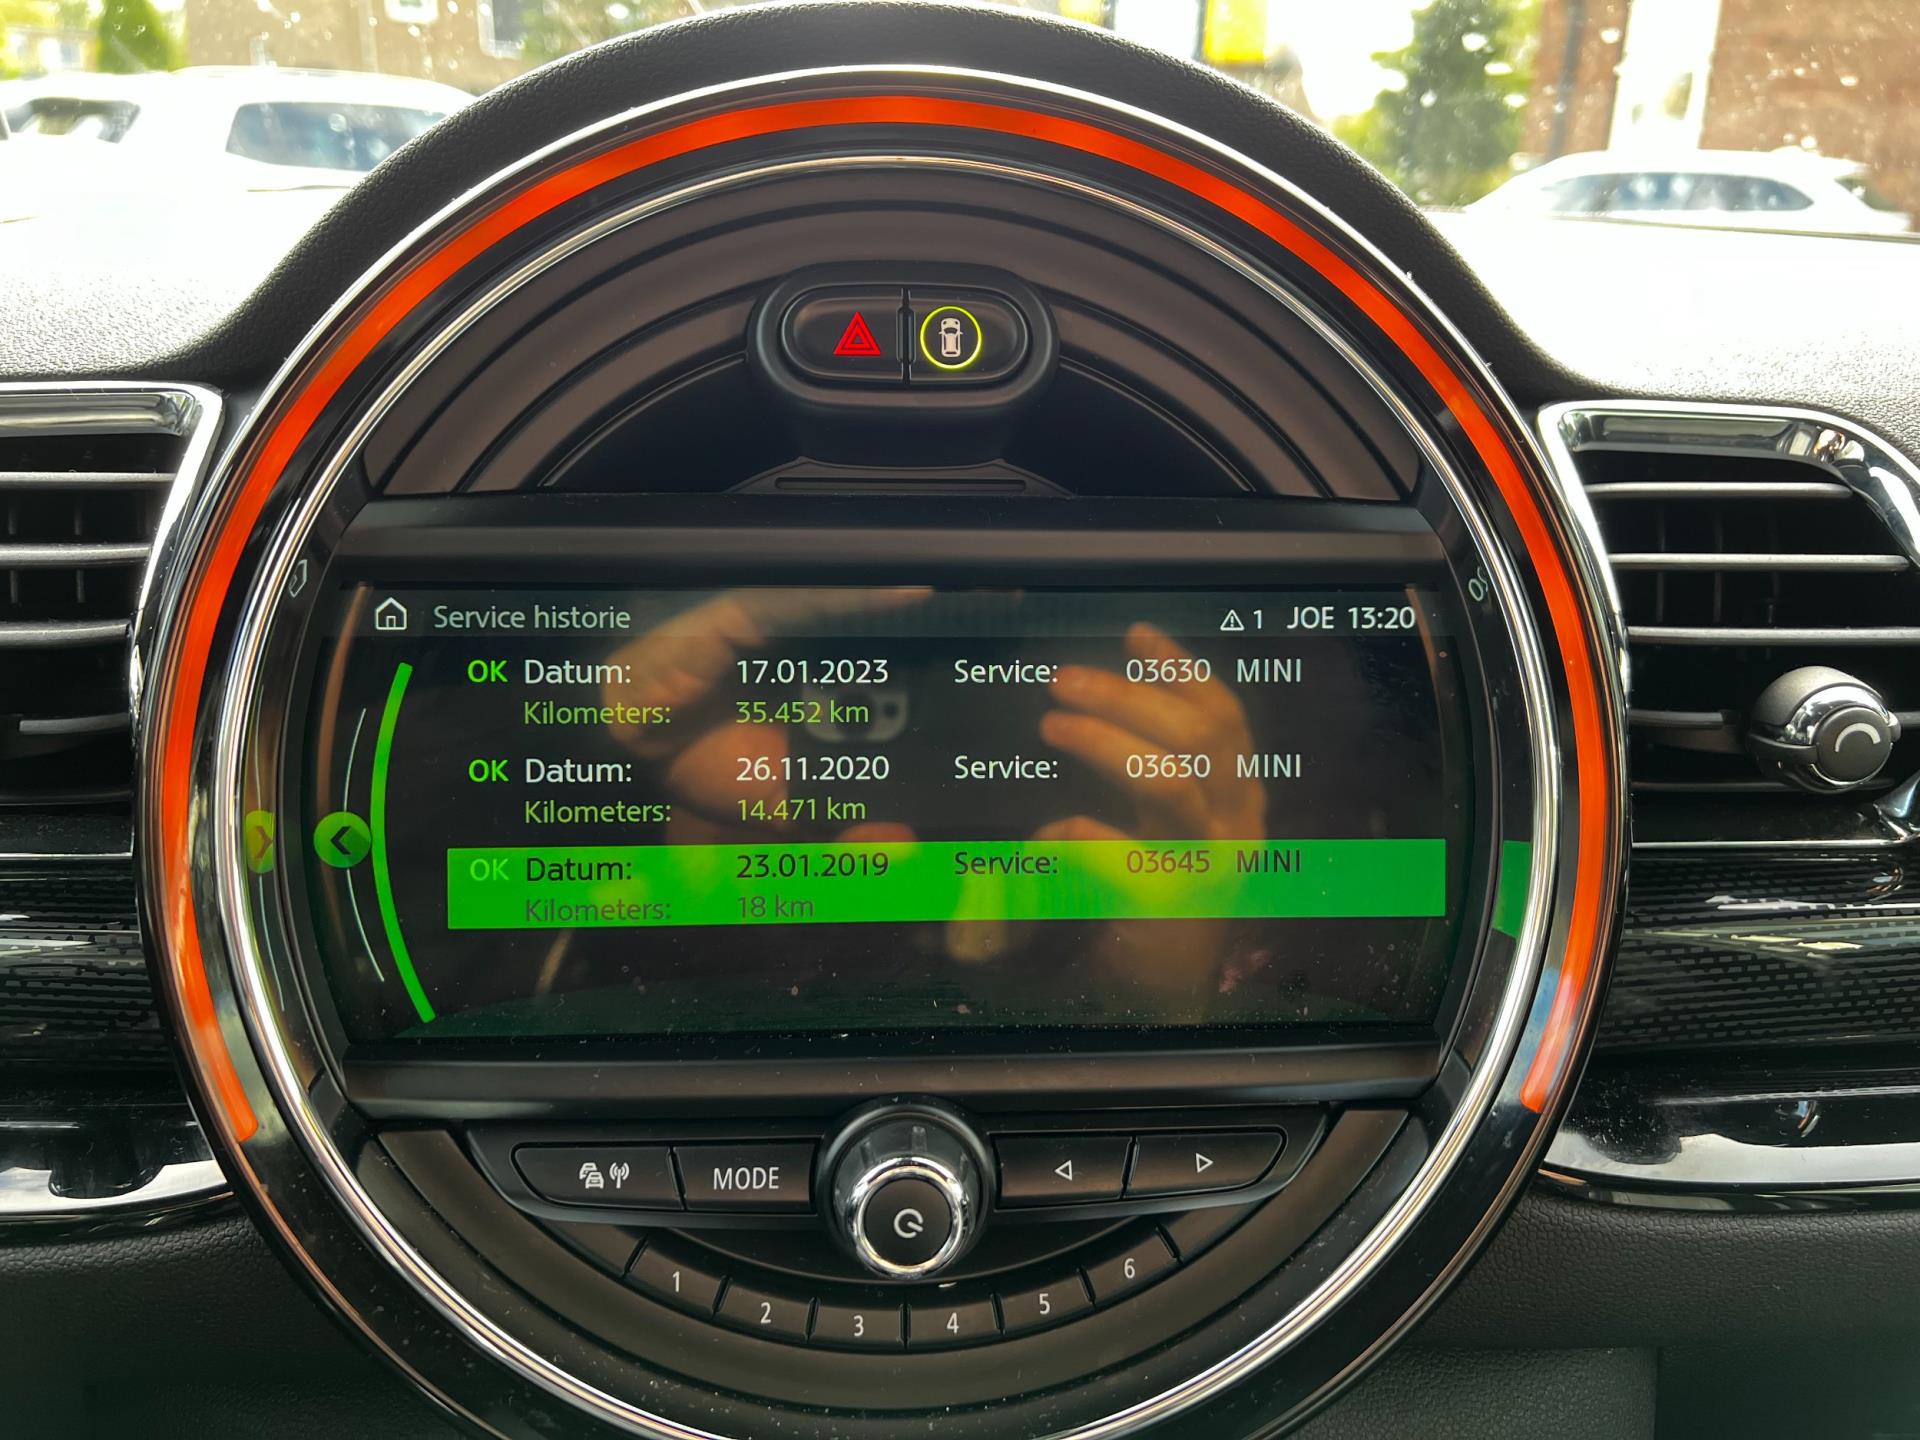 Service historie 1 JOE 13:20
OK Datum: 17.01.2023 Service: 03630 MINI
Kilometers: 35.452 km
OK Datum: 26.11.2020 Service: 03630 MINI
Kilometers: 14.471 km
OK Datum: 23.01.2019 Service: 03645 MINI
Kilometers: 18 km
MODE
1 2 3 4 5 6